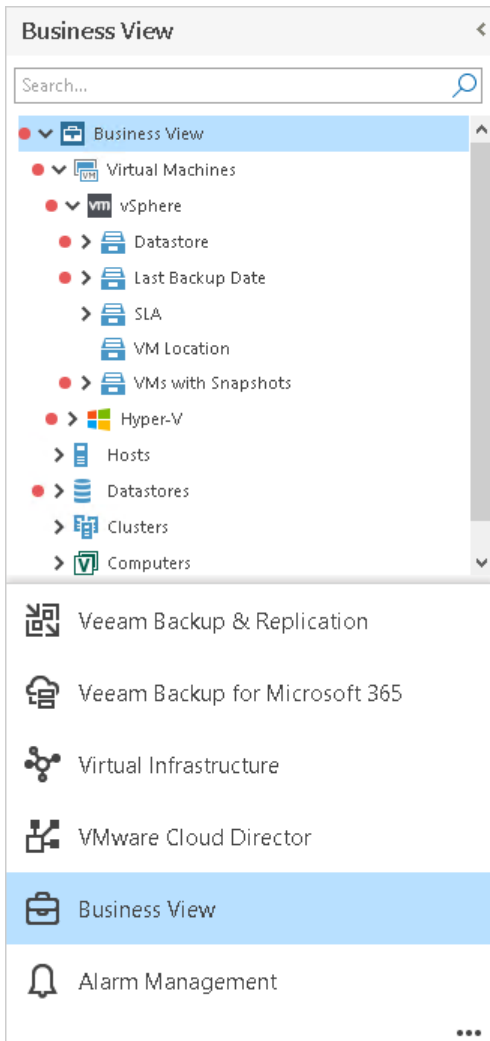 Business View
Search...
Business View
VM
Virtual Machines
vm vSphere
Datastore
Last Backup Date
SLA
VM Location
VMs with Snapshots
Hyper-V
Hosts
Datastores
Clusters
V Computers
Veeam Backup & Replication
Veeam Backup for Microsoft 365
Virtual Infrastructure
VMware Cloud Director
Business View
Alarm Management